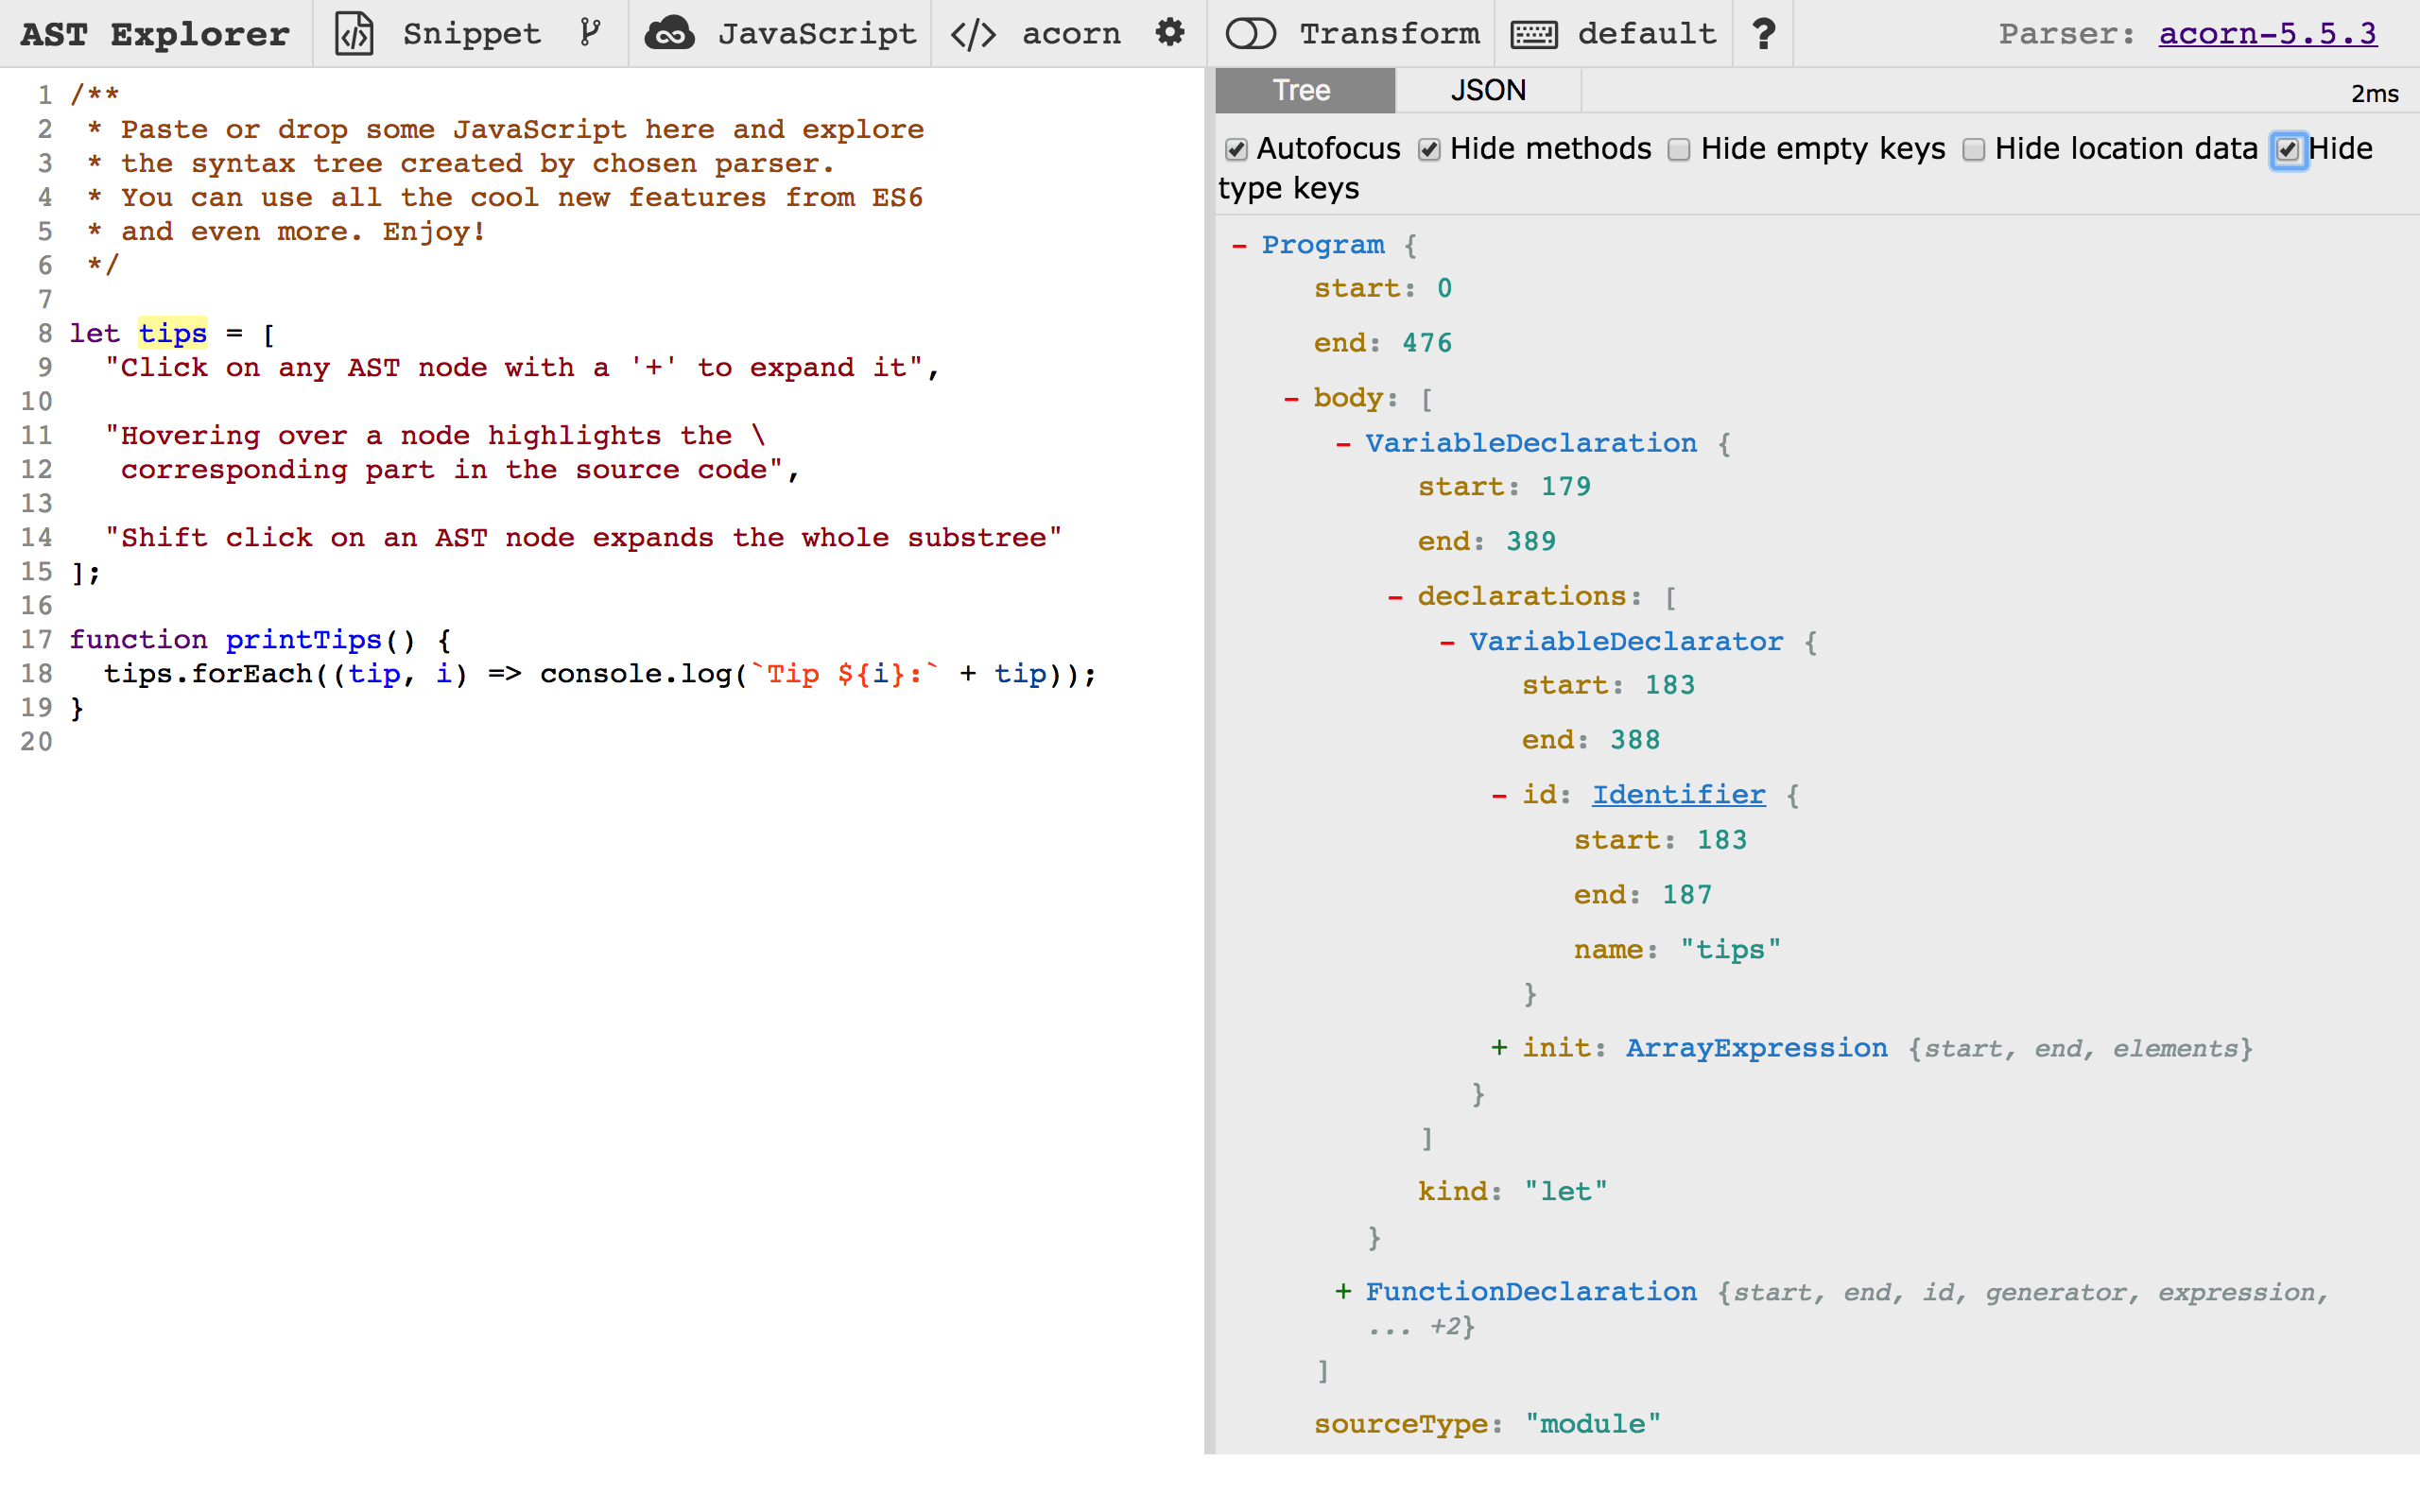 AST Explorer Snippet JavaScript </> acorn Transform default ? Parser: acorn-5.5.3
1 /**
2 * Paste or drop some JavaScript here and explore
3 * the syntax tree created by chosen parser.
4 * You can use all the cool new features from ES6
5 * and even more. Enjoy!
6 */
7
8 let tips = [
9 "Click on any AST node with a '+' to expand it",
10
11 "Hovering over a node highlights the \
12 corresponding part in the source code",
13
14 "Shift click on an AST node expands the whole substree"
15 ];
16
17 function printTips() {
18 tips.forEach((tip, i) => console.log(`Tip ${i}:` + tip));
19 }
20
Tree JSON 2ms
Autofocus Hide methods Hide empty keys Hide location data Hide
type keys
- Program {
start: 0
end: 476
- body: [
- VariableDeclaration {
start: 179
end: 389
- declarations: [
- VariableDeclarator {
start: 183
end: 388
- id: Identifier {
start: 183
end: 187
name: "tips"
}
+ init: ArrayExpression {start, end, elements}
}
]
kind: "let"
}
+ FunctionDeclaration {start, end, id, generator, expression,
... +2}
]
sourceType: "module"